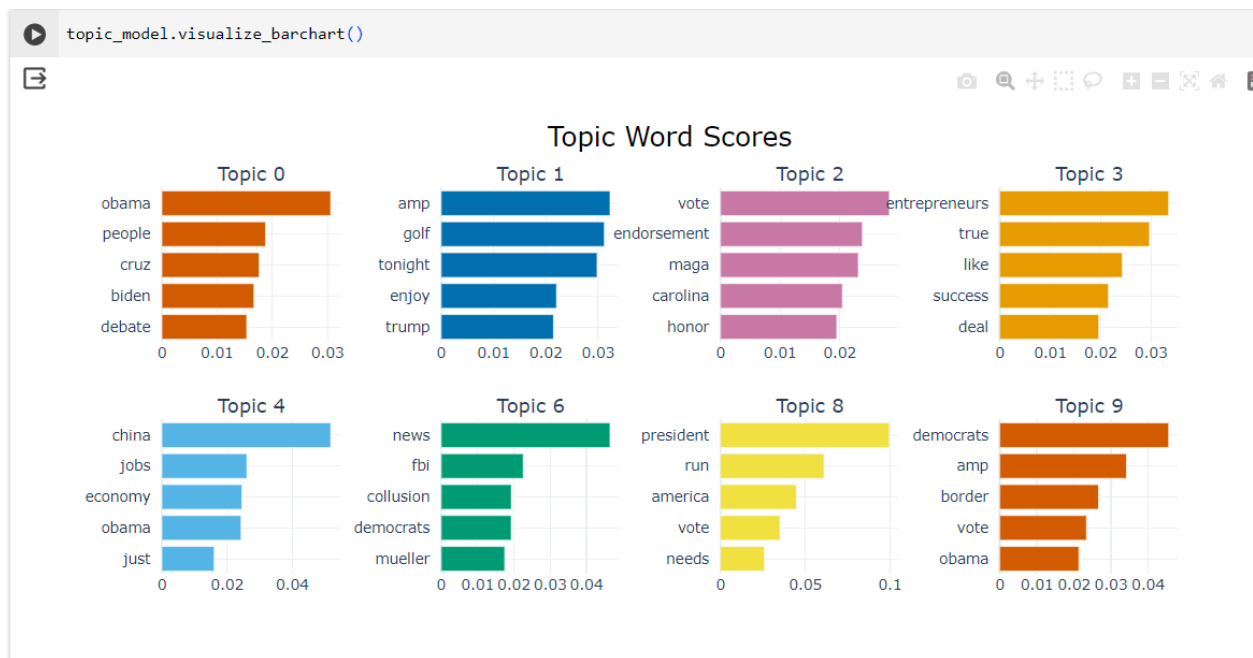 topic_model.visualize_barchart()
Topic Word Scores
Topic 0
obama
people
cruz
biden
debate
0 0.01 0.02 0.03
Topic 1
amp
golf
tonight
enjoy
trump
0 0.01 0.02 0.03
Topic 2
vote
endorsement
maga
carolina
honor
0 0.01 0.02
Topic 3
entrepreneurs
true
like
success
deal
0 0.01 0.02 0.03
Topic 4
china
jobs
economy
obama
just
0 0.02 0.04
Topic 6
news
fbi
collusion
democrats
mueller
0 0.01 0.02 0.03 0.04
Topic 8
president
run
america
vote
needs
0 0.05 0.1
Topic 9
democrats
amp
border
vote
obama
0 0.01 0.02 0.03 0.04